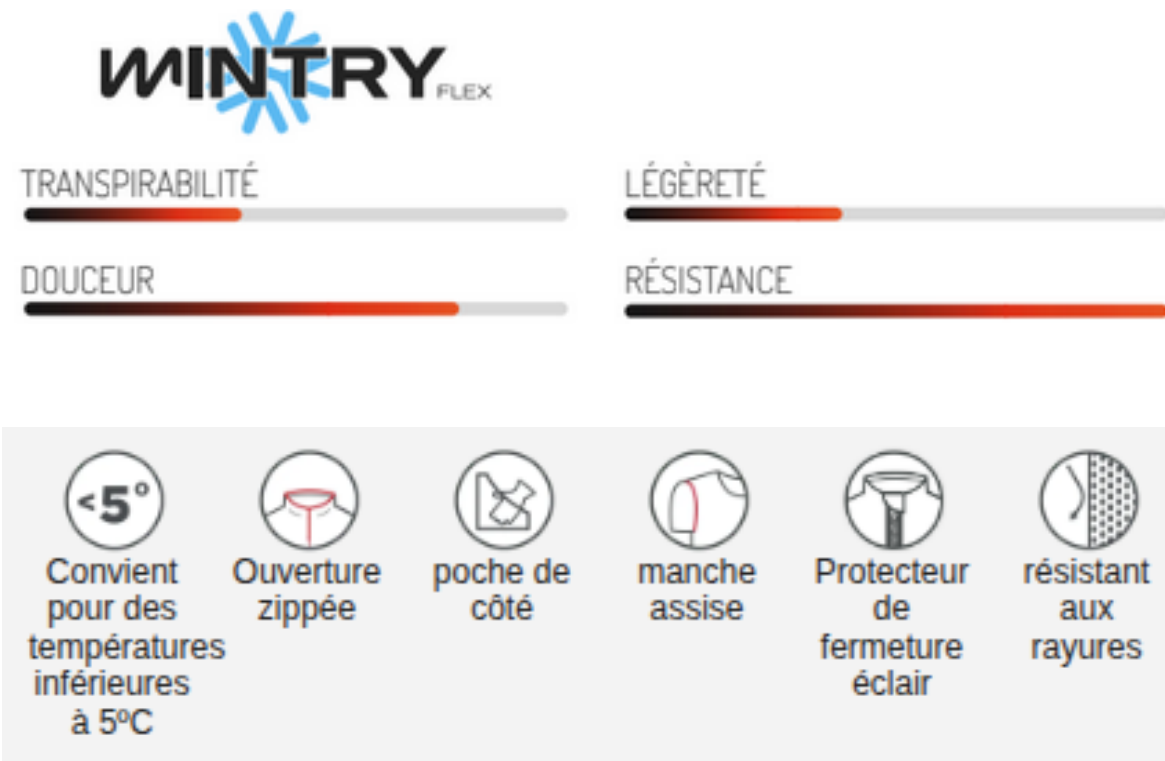 WINTRY
FLEX
TRANSPIRABILITÉ
LÉGÈRETÉ
DOUCEUR
RÉSISTANCE
<5°
Convient
pour des
températures
inférieures
à 5ºC
Ouverture
zippée
poche de
côté
manche
assise
Protecteur
de
fermeture
éclair
résistant
aux
rayures